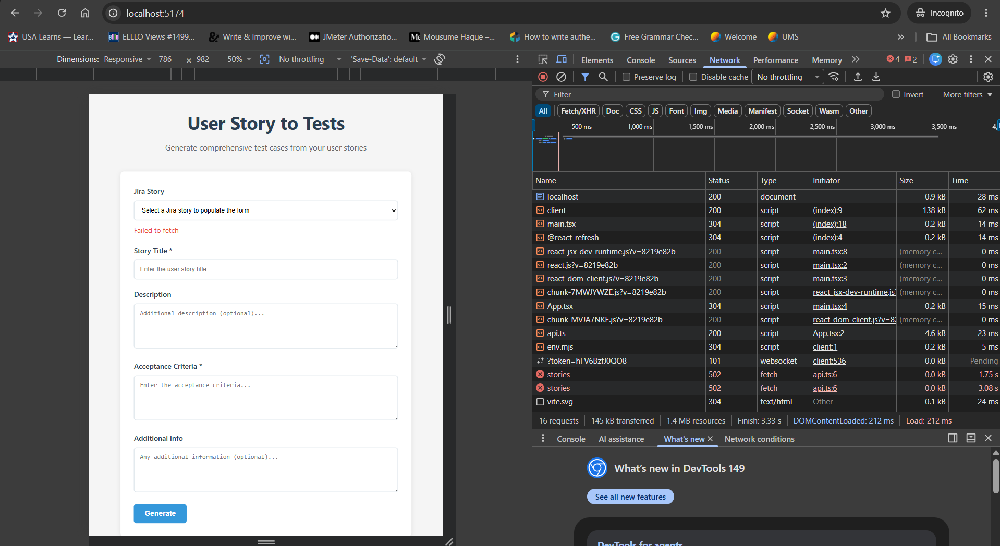 localhost:5174
Incognito
USA Learns — Lear...
elllo ELLLO Views #1499...
Write & Improve wi...
JMeter Authorizatio...
Mousume Haque –...
How to write authe...
Free Grammar Chec...
Welcome
UMS
All Bookmarks
Dimensions: Responsive 786 × 982 50% No throttling 'Save-Data': default
User Story to Tests
Generate comprehensive test cases from your user stories
Jira Story
Select a Jira story to populate the form
Failed to fetch
Story Title *
Enter the user story title...
Description
Additional description (optional)...
Acceptance Criteria *
Enter the acceptance criteria...
Additional Info
Any additional information (optional)...
Generate
Elements Console Sources Network Performance Memory 4 2
Preserve log Disable cache No throttling
Filter Invert More filters
All Fetch/XHR Doc CSS JS Font Img Media Manifest Socket Wasm Other
500 ms 1,000 ms 1,500 ms 2,000 ms 2,500 ms 3,000 ms 3,500 ms 4,
Name Status Type Initiator Size Time
localhost 200 document 0.9 kB 28 ms
client 200 script (index):9 138 kB 62 ms
main.tsx 304 script (index):18 0.2 kB 14 ms
@react-refresh 304 script (index):4 0.2 kB 14 ms
react_jsx-dev-runtime.js?v=8219e82b 200 script main.tsx:8 (memory c... 0 ms
react.js?v=8219e82b 200 script main.tsx:2 (memory c... 0 ms
react-dom_client.js?v=8219e82b 200 script main.tsx:3 (memory c... 0 ms
chunk-7MWJYWZE.js?v=8219e82b 200 script react_jsx-dev-runtime.js? (memory c... 0 ms
App.tsx 304 script main.tsx:4 0.2 kB 15 ms
chunk-MVJA7NKE.js?v=8219e82b 200 script react-dom_client.js?v=82 (memory c... 0 ms
api.ts 200 script App.tsx:2 4.6 kB 23 ms
env.mjs 304 script client:1 0.2 kB 5 ms
?token=hFV6BzfJ0QO8 101 websocket client:536 0.0 kB Pending
stories 502 fetch api.ts:6 0.0 kB 1.75 s
stories 502 fetch api.ts:6 0.0 kB 3.08 s
vite.svg 304 text/html Other 0.1 kB 24 ms
16 requests 145 kB transferred 1.4 MB resources Finish: 3.33 s DOMContentLoaded: 212 ms Load: 212 ms
Console AI assistance What's new Network conditions
What's new in DevTools 149
See all new features
DevTools for agents